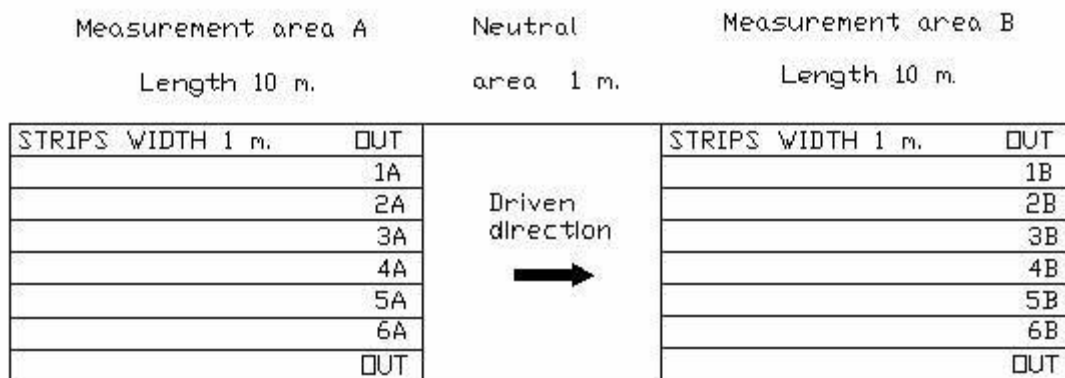 Measurement area A
Length 10 m.
Neutral
area 1 m.
Measurement area B
Length 10 m.
STRIPS WIDTH 1 m. OUT
1A
2A
3A
4A
5A
6A
OUT
Driven
direction
STRIPS WIDTH 1 m. OUT
1B
2B
3B
4B
5B
6B
OUT